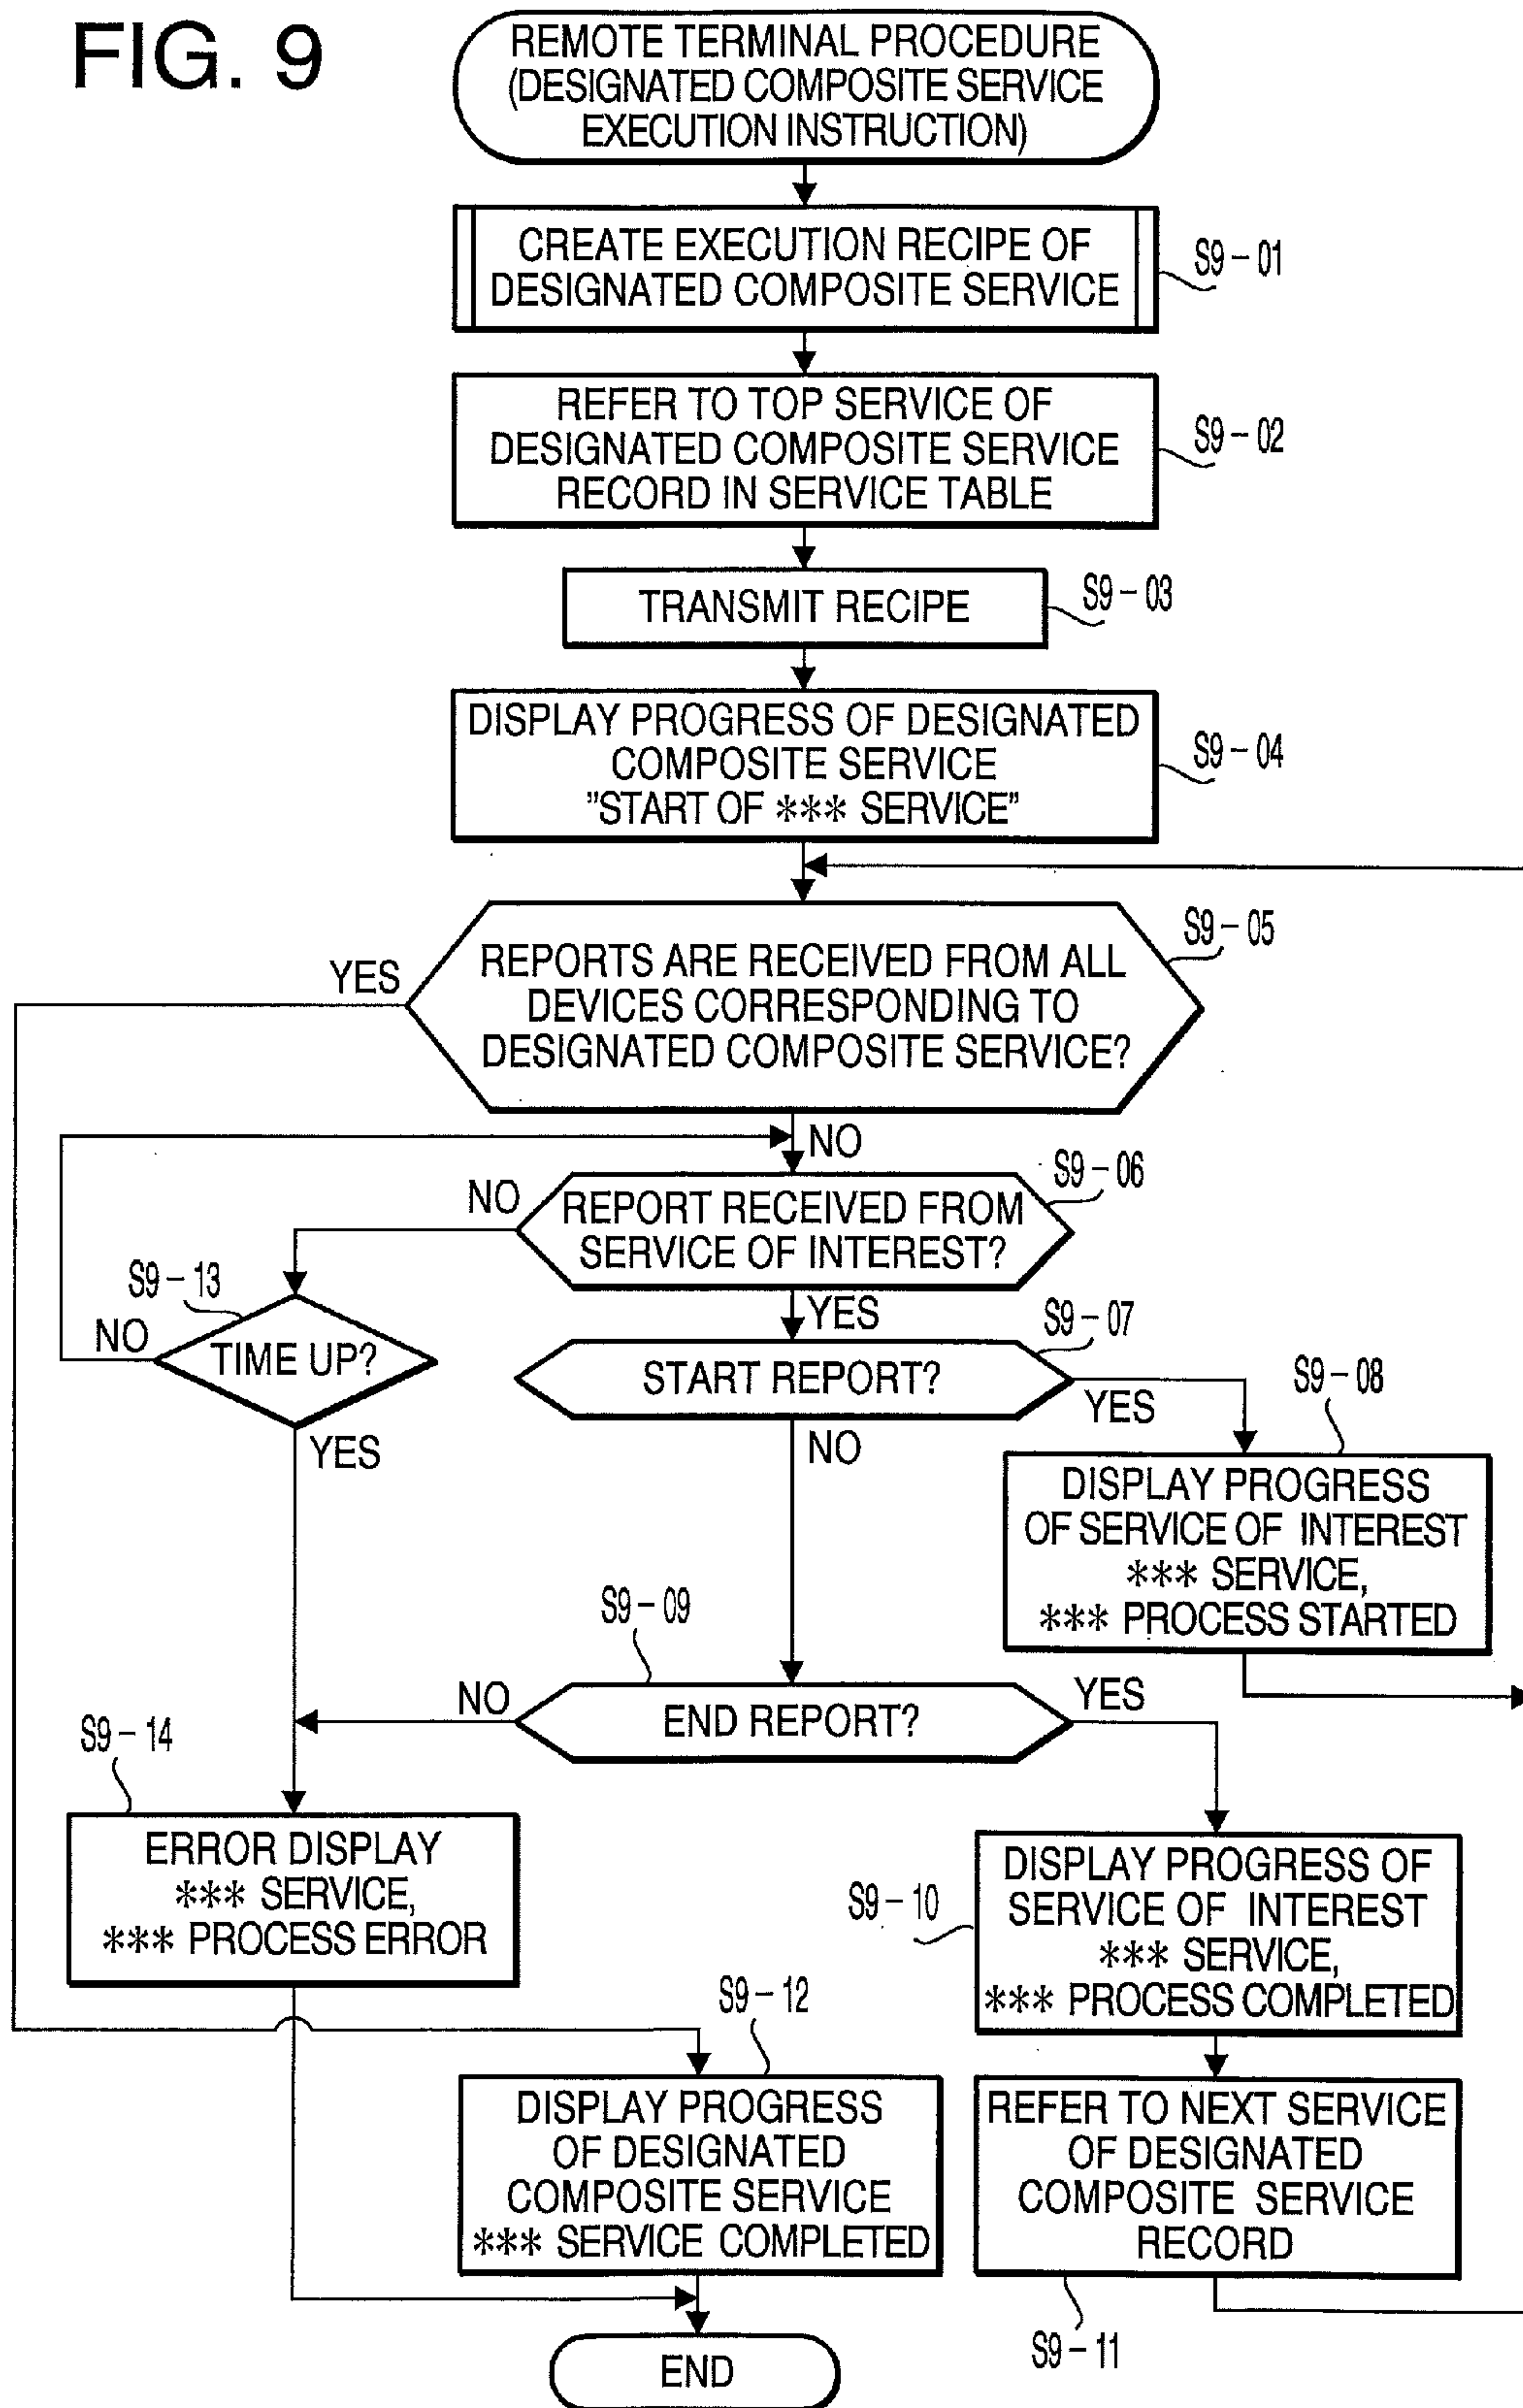 FIG. 9
REMOTE TERMINAL PROCEDURE
(DESIGNATED COMPOSITE SERVICE
EXECUTION INSTRUCTION)
CREATE EXECUTION RECIPE OF
DESIGNATED COMPOSITE SERVICE
S9-01
REFER TO TOP SERVICE OF
DESIGNATED COMPOSITE SERVICE
RECORD IN SERVICE TABLE
S9-02
TRANSMIT RECIPE
S9-03
DISPLAY PROGRESS OF DESIGNATED
COMPOSITE SERVICE
"START OF *** SERVICE"
S9-04
REPORTS ARE RECEIVED FROM ALL
DEVICES CORRESPONDING TO
DESIGNATED COMPOSITE SERVICE?
S9-05
YES
NO
REPORT RECEIVED FROM
SERVICE OF INTEREST?
S9-06
NO
YES
S9-13
TIME UP?
NO
YES
START REPORT?
S9-07
YES
NO
S9-08
DISPLAY PROGRESS
OF SERVICE OF INTEREST
*** SERVICE,
*** PROCESS STARTED
S9-09
END REPORT?
NO
YES
S9-14
ERROR DISPLAY
*** SERVICE,
*** PROCESS ERROR
S9-10
DISPLAY PROGRESS OF
SERVICE OF INTEREST
*** SERVICE,
*** PROCESS COMPLETED
S9-12
DISPLAY PROGRESS
OF DESIGNATED
COMPOSITE SERVICE
*** SERVICE COMPLETED
REFER TO NEXT SERVICE
OF DESIGNATED
COMPOSITE SERVICE
RECORD
S9-11
END